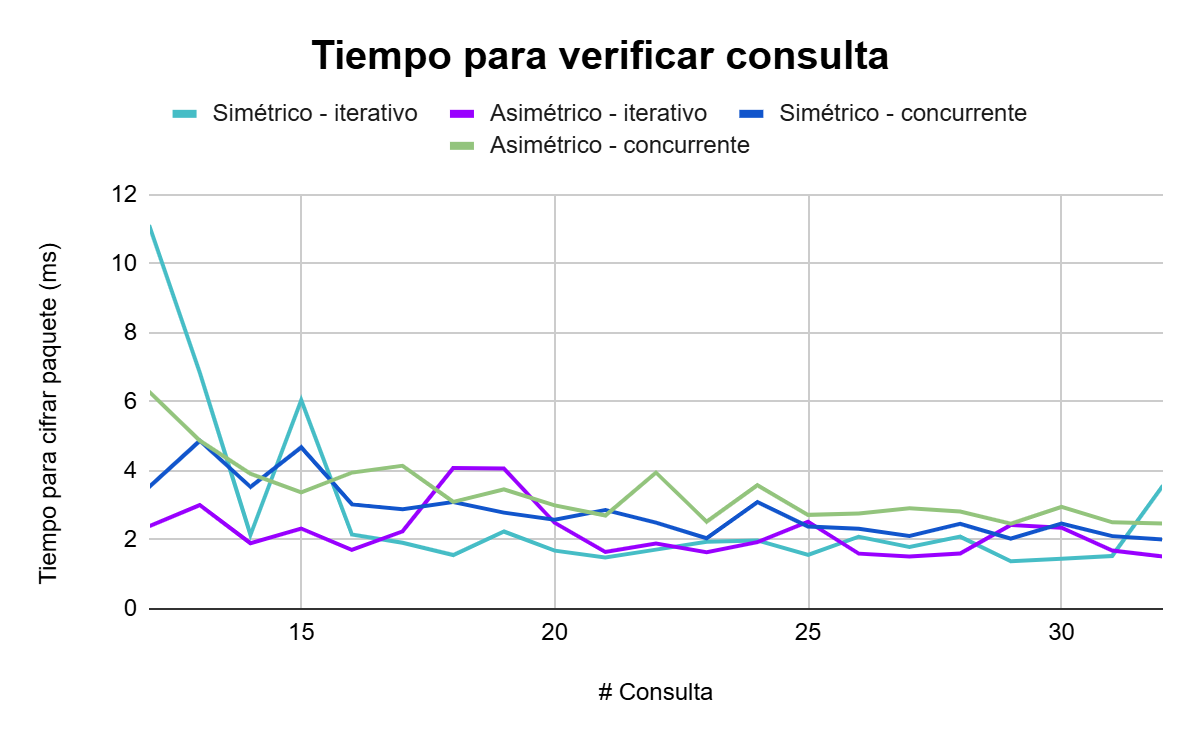 Tiempo para verificar consulta
Simétrico - iterativo Asimétrico - iterativo Simétrico - concurrente
Asimétrico - concurrente
Tiempo para cifrar paquete (ms)
12
10
8
6
4
2
0
15 20 25 30
# Consulta